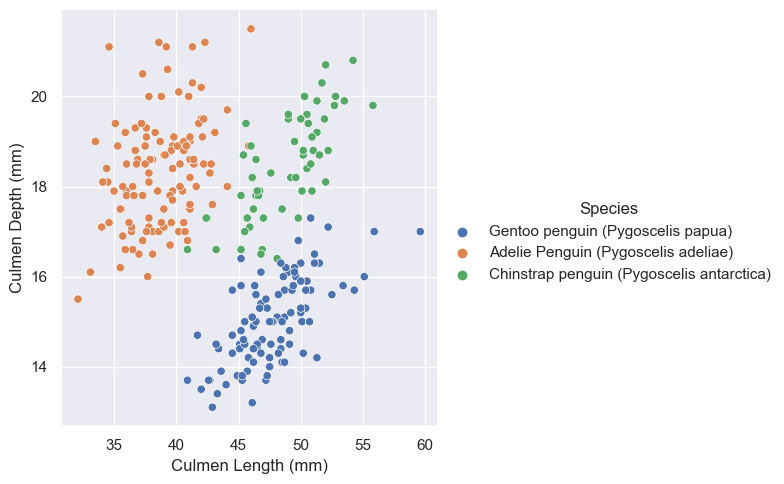 20
18
16
14
Culmen Depth (mm)
35 40 45 50 55 60
Culmen Length (mm)
Species
Gentoo penguin (Pygoscelis papua)
Adelie Penguin (Pygoscelis adeliae)
Chinstrap penguin (Pygoscelis antarctica)